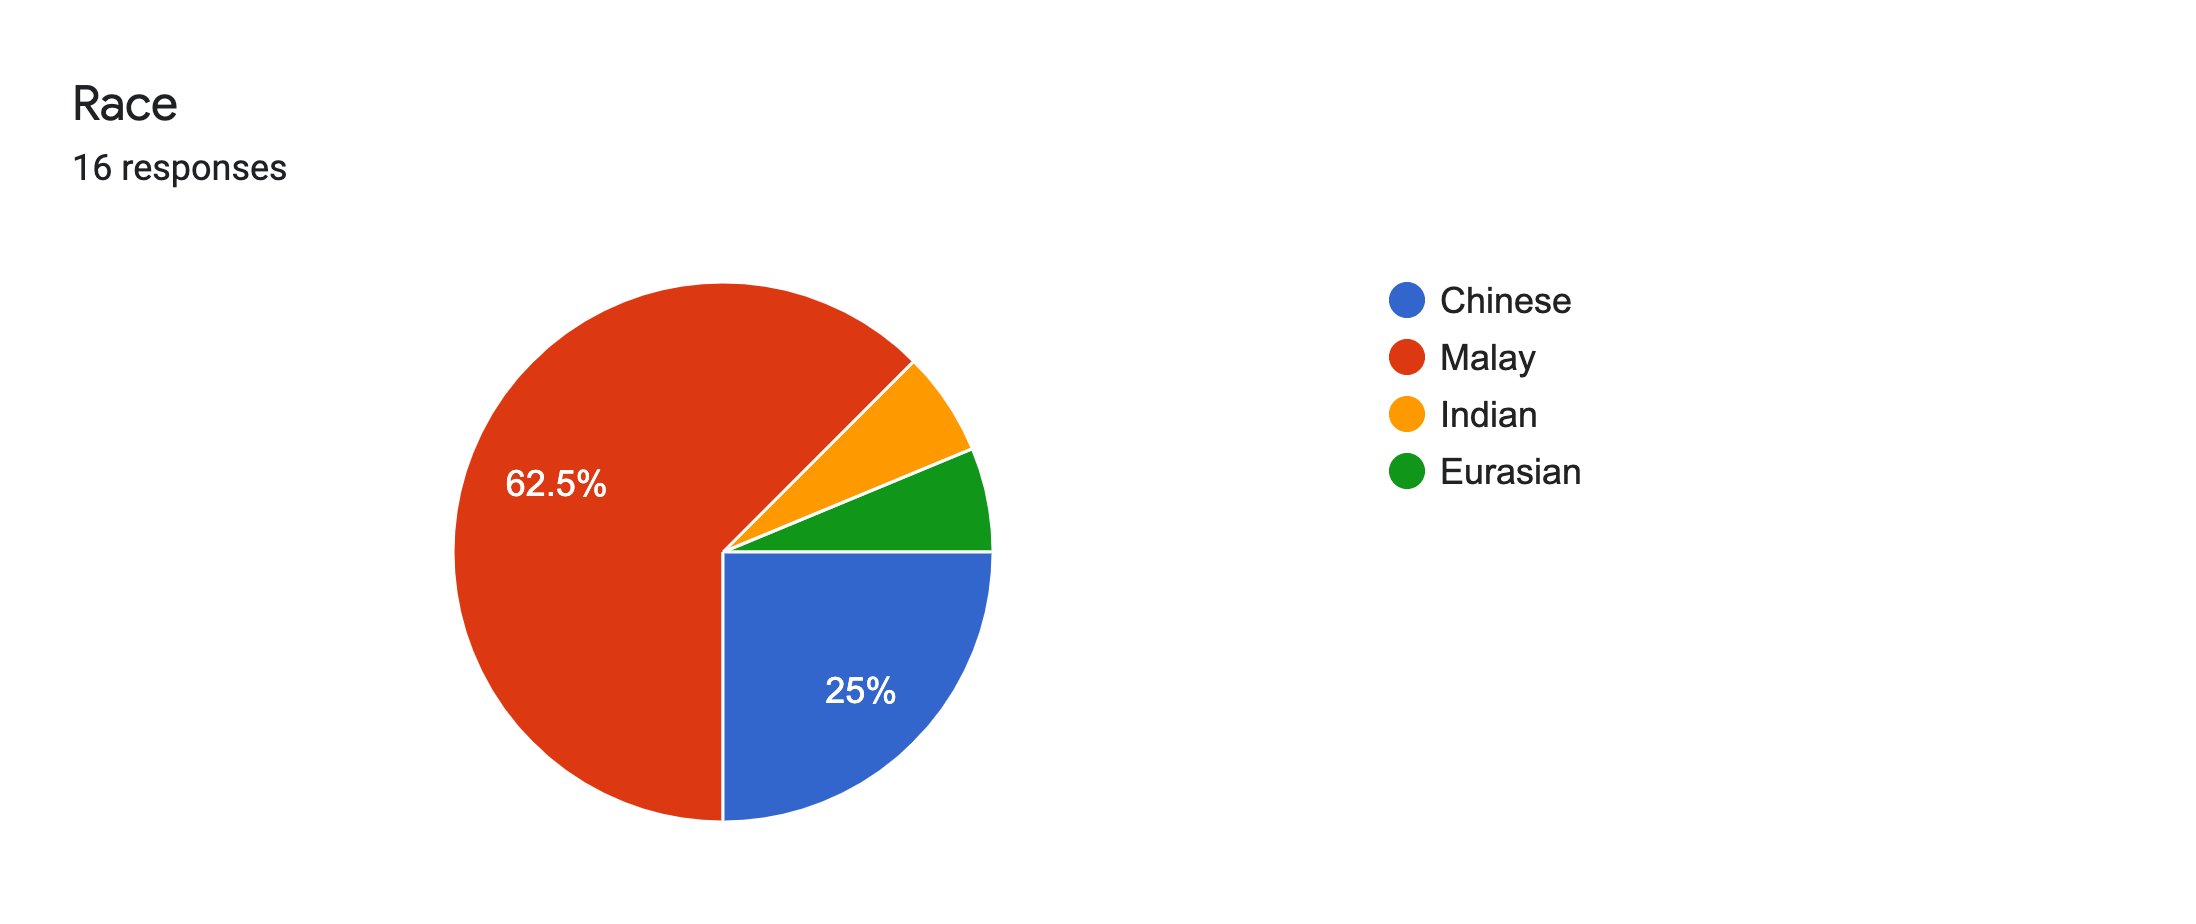 Race
16 responses
62.5%
25%
Chinese
Malay
Indian
Eurasian